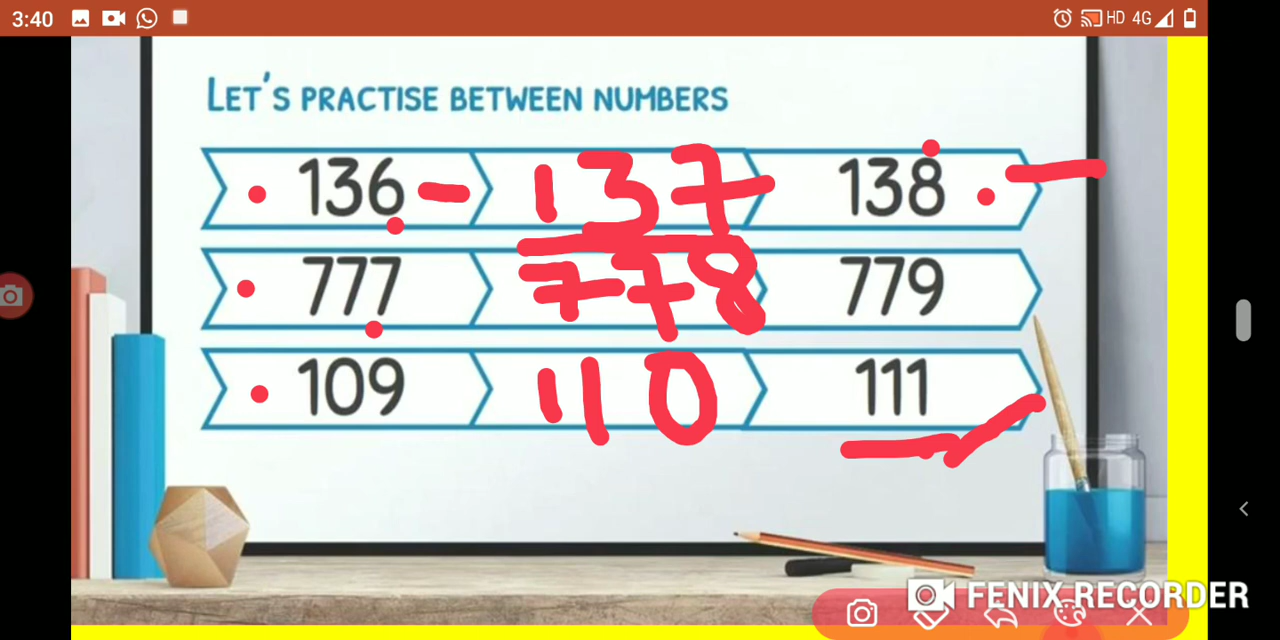 3:40 HD 4G
LET'S PRACTISE BETWEEN NUMBERS
136 - 137 138 -
777 778 779
109 110 111
FENIX RECORDER